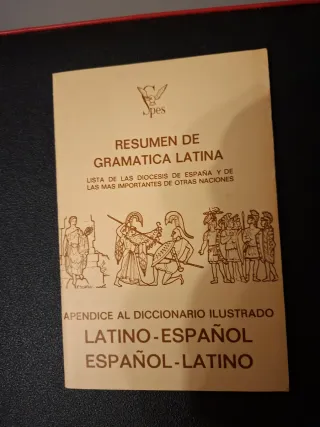 Spes
RESUMEN DE
GRAMATICA LATINA
LISTA DE LAS DIOCESIS DE ESPAÑA Y DE
LAS MAS IMPORTANTES DE OTRAS NACIONES
APENDICE AL DICCIONARIO ILUSTRADO
LATINO-ESPAÑOL
ESPAÑOL-LATINO